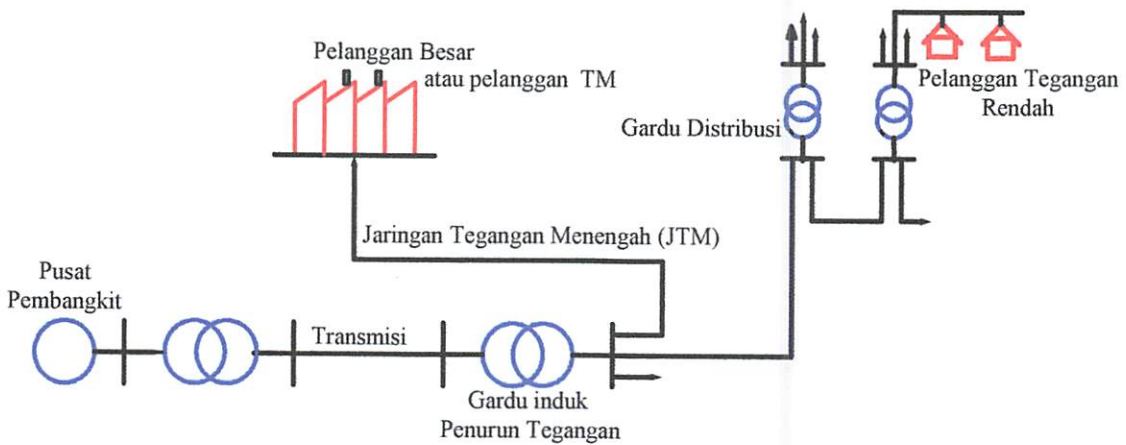 Pelanggan Besar
atau pelanggan TM
Pelanggan Tegangan
Rendah
Gardu Distribusi
Jaringan Tegangan Menengah (JTM)
Pusat
Pembangkit
Transmisi
Gardu induk
Penurun Tegangan